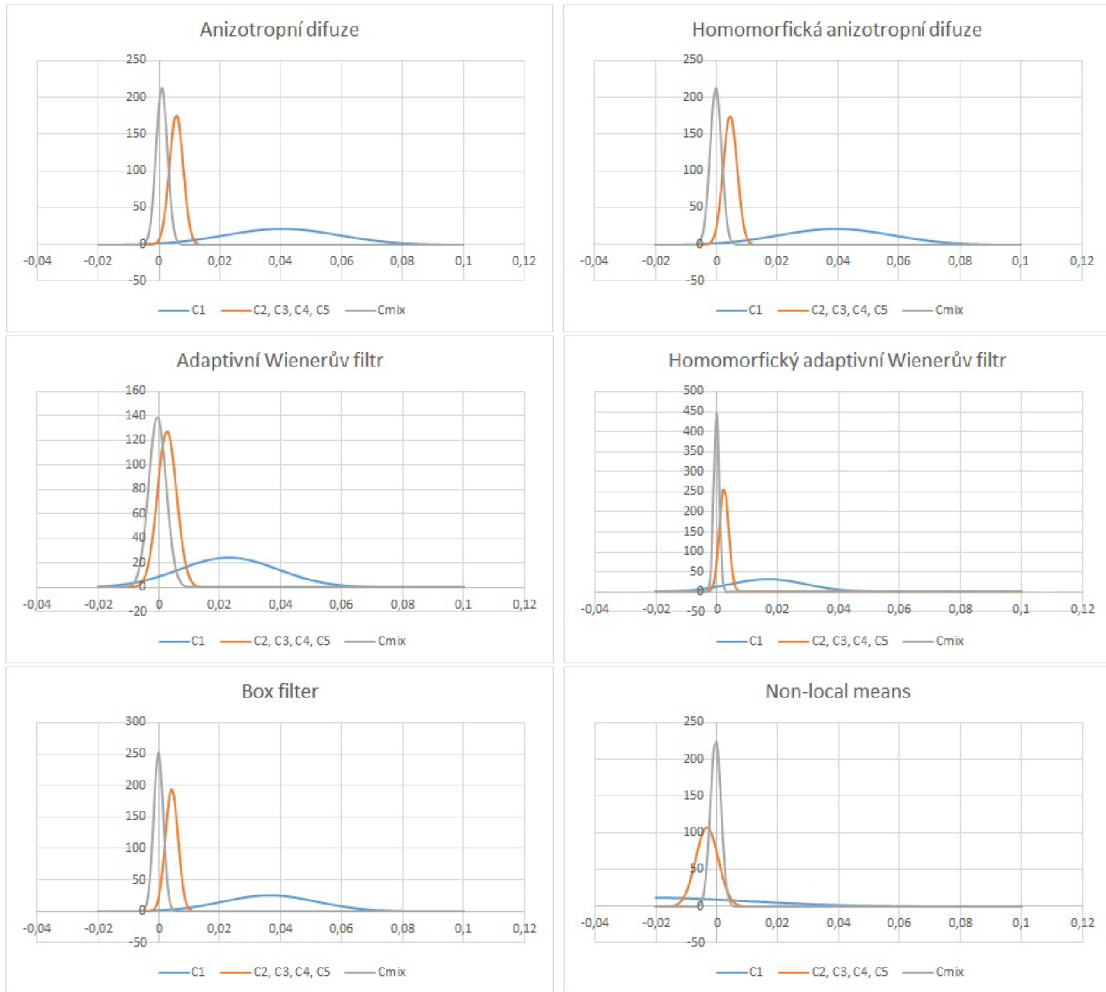 Anizotropní difuze
250
200
150
100
50
0
-50
-0,04 -0,02 0 0,02 0,04 0,06 0,08 0,1 0,12
C1 C2, C3, C4, C5 Cmix
Homomorfická anizotropní difuze
250
200
150
100
50
0
-50
-0,04 -0,02 0 0,02 0,04 0,06 0,08 0,1 0,12
C1 C2, C3, C4, C5 Cmix
Adaptivní Wienerův filtr
160
140
120
100
80
60
40
20
0
-20
-0,04 -0,02 0 0,02 0,04 0,06 0,08 0,1 0,12
C1 C2, C3, C4, C5 Cmix
Homomorfický adaptivní Wienerův filtr
500
450
400
350
300
250
200
150
100
50
0
-50
-0,04 -0,02 0 0,02 0,04 0,06 0,08 0,1 0,12
C1 C2, C3, C4, C5 Cmix
Box filter
300
250
200
150
100
50
0
-50
-0,04 -0,02 0 0,02 0,04 0,06 0,08 0,1 0,12
C1 C2, C3, C4, C5 Cmix
Non-local means
250
200
150
100
50
0
-50
-0,04 -0,02 0 0,02 0,04 0,06 0,08 0,1 0,12
C1 C2, C3, C4, C5 Cmix